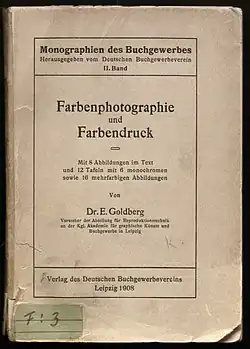 Monographien des Buchgewerbes
Herausgegeben vom Deutschen Buchgewerbeverein
II. Band
Farbenphotographie
und
Farbendruck
Mit 8 Abbildungen im Text
und 12 Tafeln mit 6 monochromen
sowie 16 mehrfarbigen Abbildungen
Von
Dr. E. Goldberg
Vorsteher der Abteilung für Reproduktionstechnik
an der Kgl. Akademie für graphische Künste und
Buchgewerbe in Leipzig
K.
Verlag des Deutschen Buchgewerbevereins
Leipzig 1908
F: 3